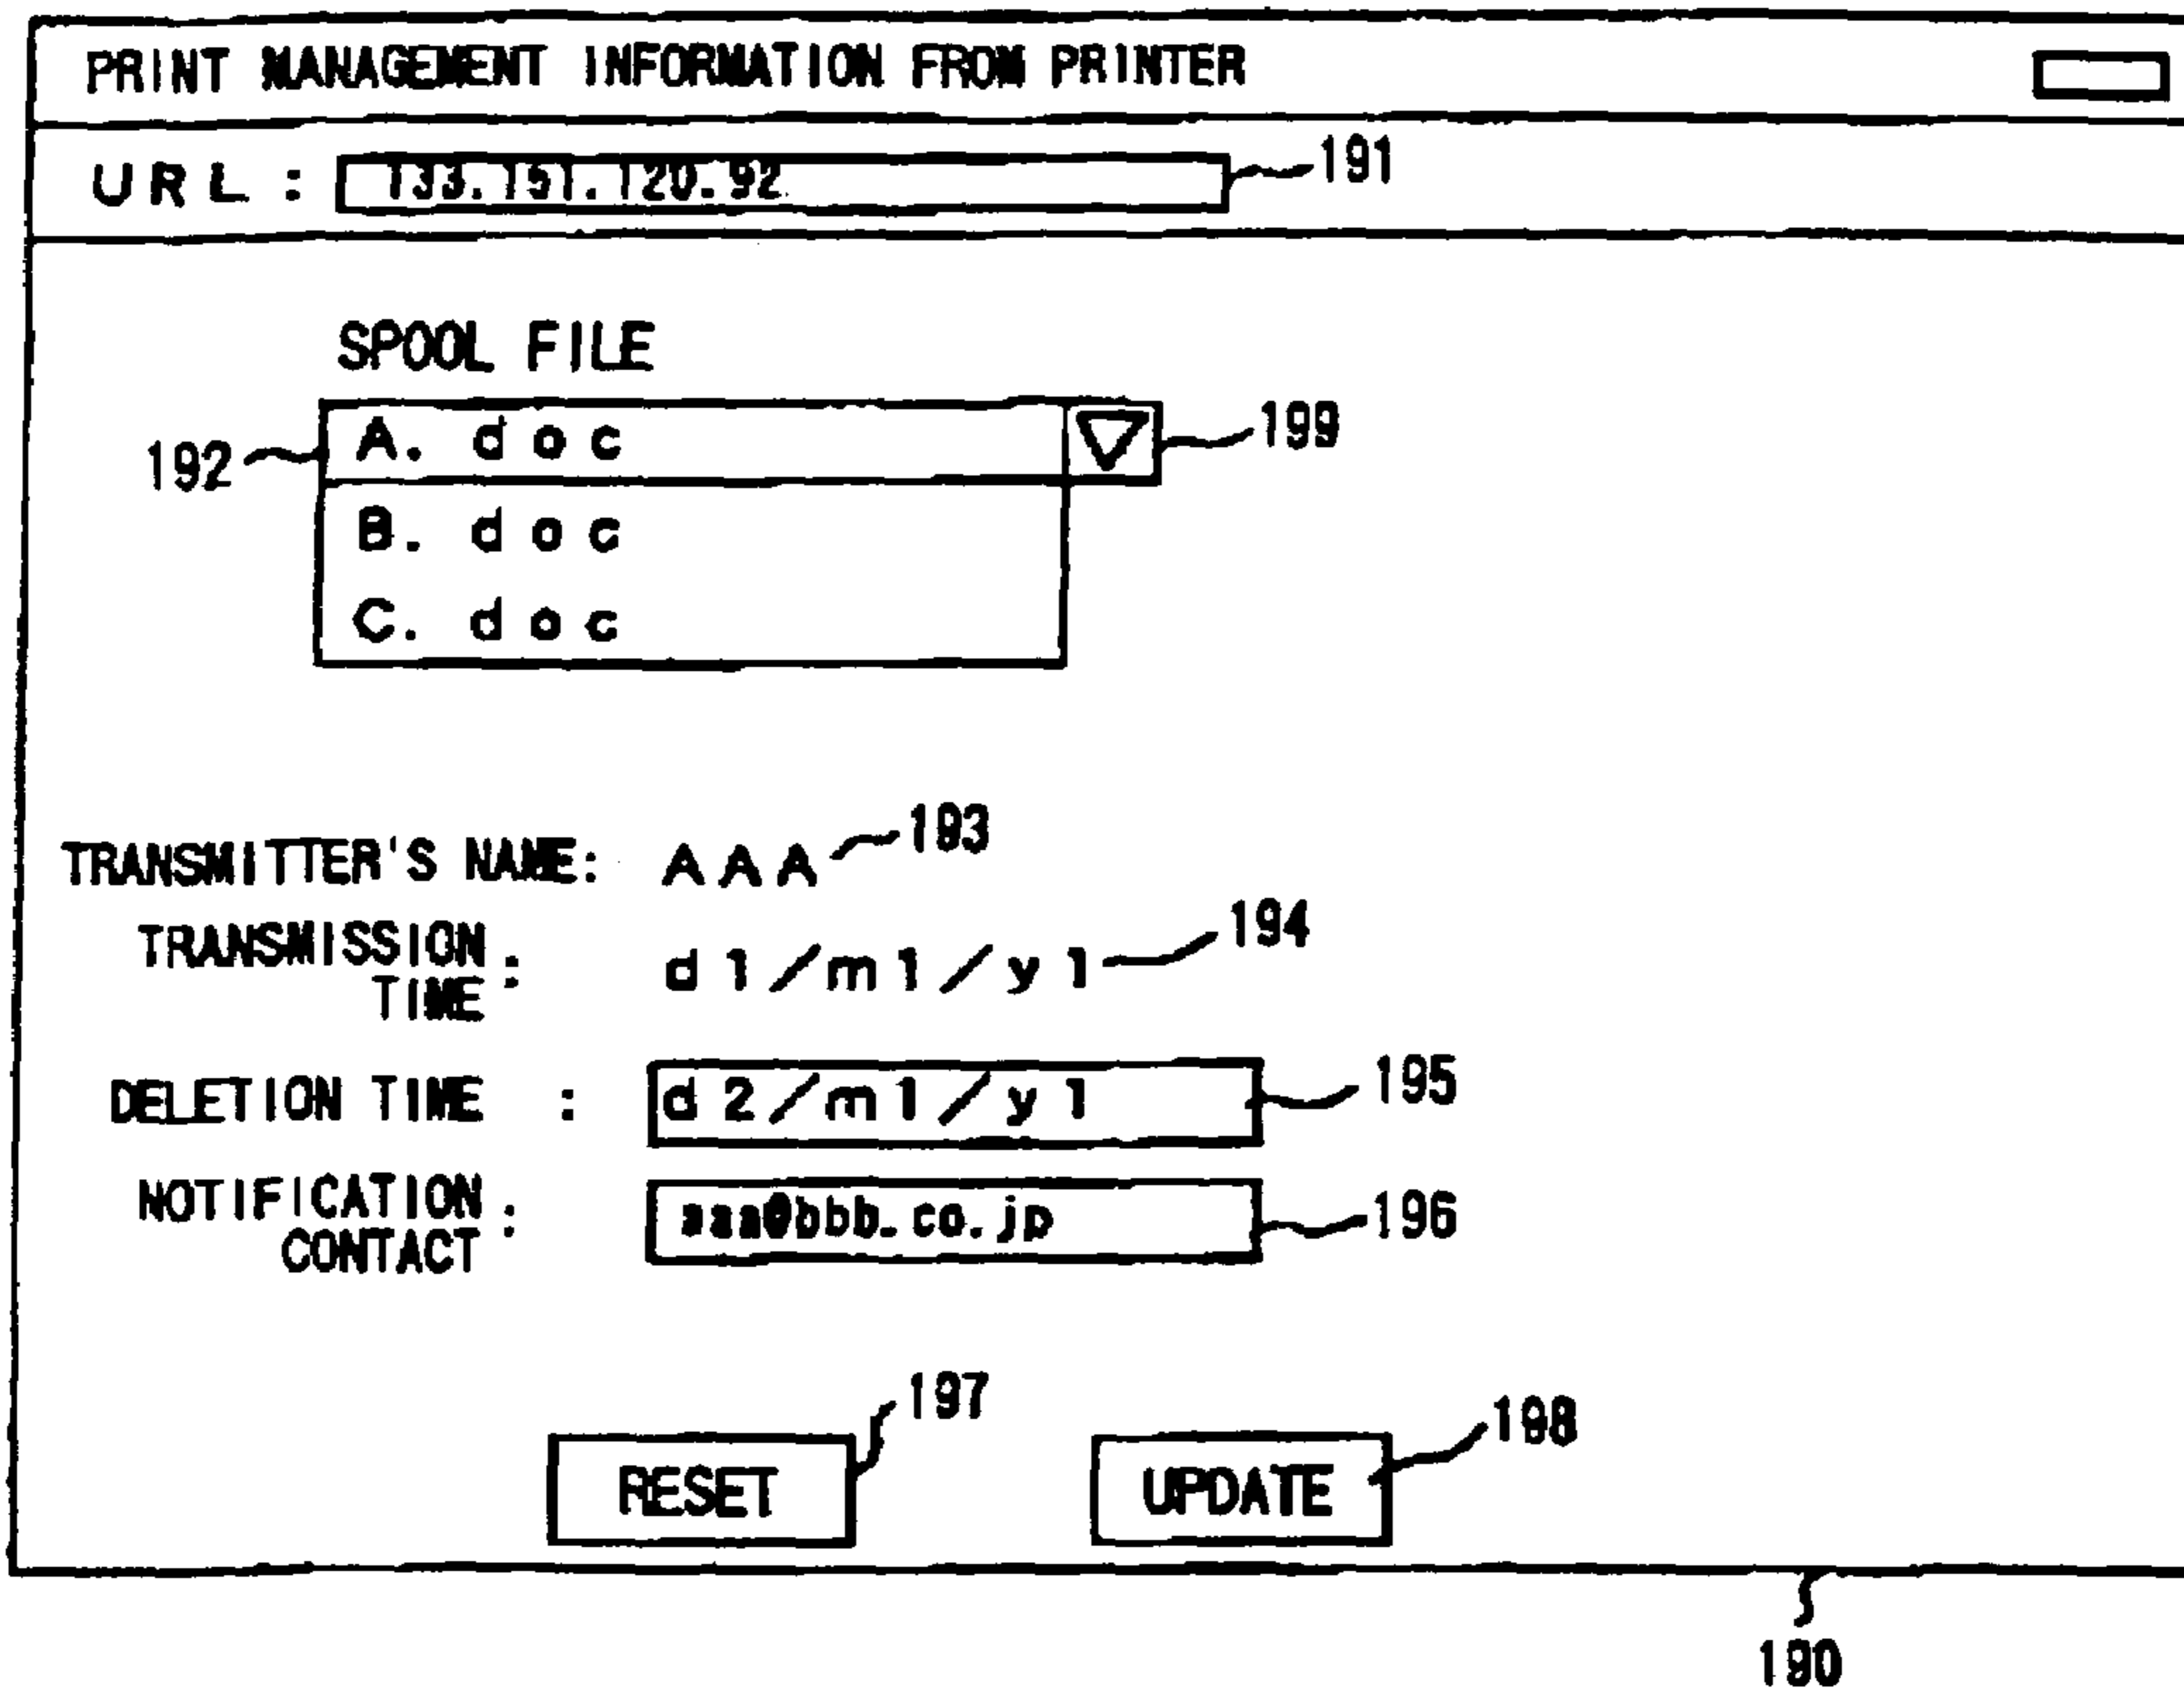 PRINT MANAGEMENT INFORMATION FROM PRINTER
URL: 133.151.120.92 191
SPOOL FILE
192 A. doc 199
B. doc
C. doc
TRANSMITTER'S NAME: AAA 193
TRANSMISSION TIME: d1/m1/y1 194
DELETION TIME : d2/m1/y1 195
NOTIFICATION CONTACT: aaa@bbb.co.jp 196
197
198
RESET UPDATE
190